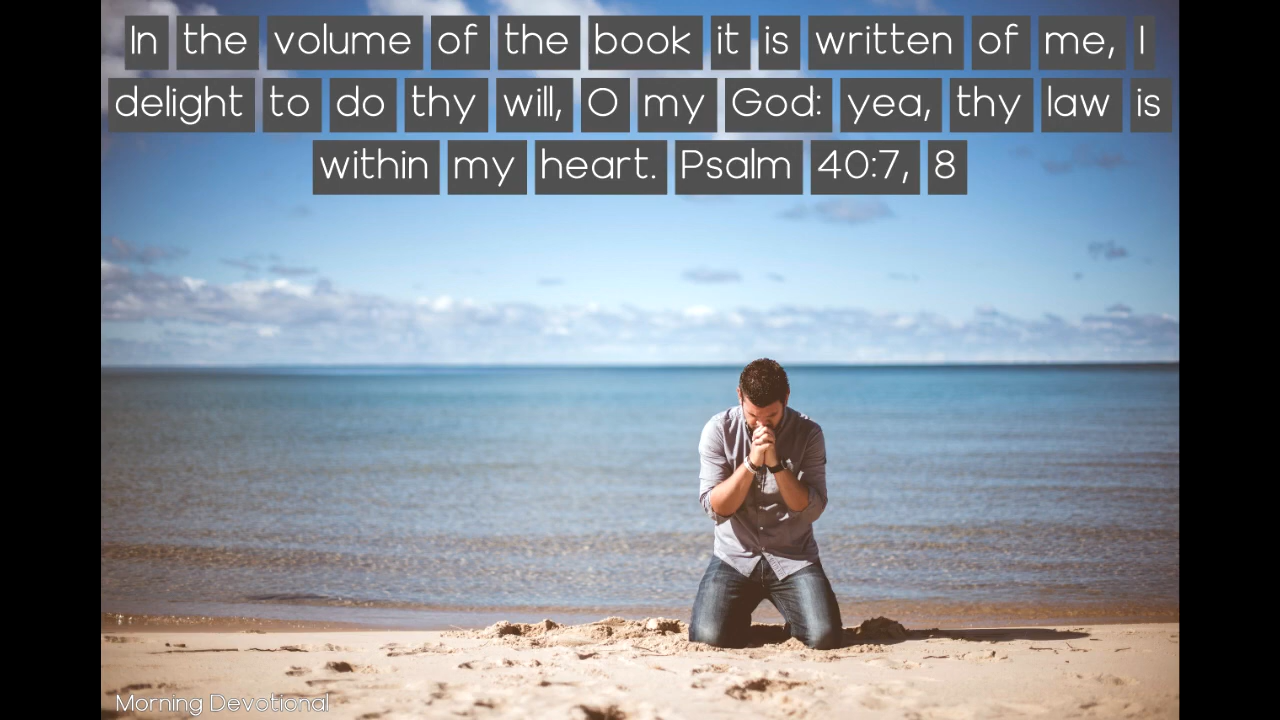 In the volume of the book it is written of me, I
delight to do thy will, O my God: yea, thy law is
within my heart. Psalm 40:7, 8
Morning Devotional